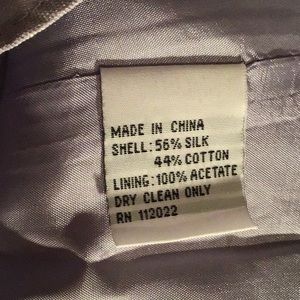 MADE IN CHINA
SHELL: 56% SILK
44% COTTON
LINING: 100% ACETATE
DRY CLEAN ONLY
RN 112022